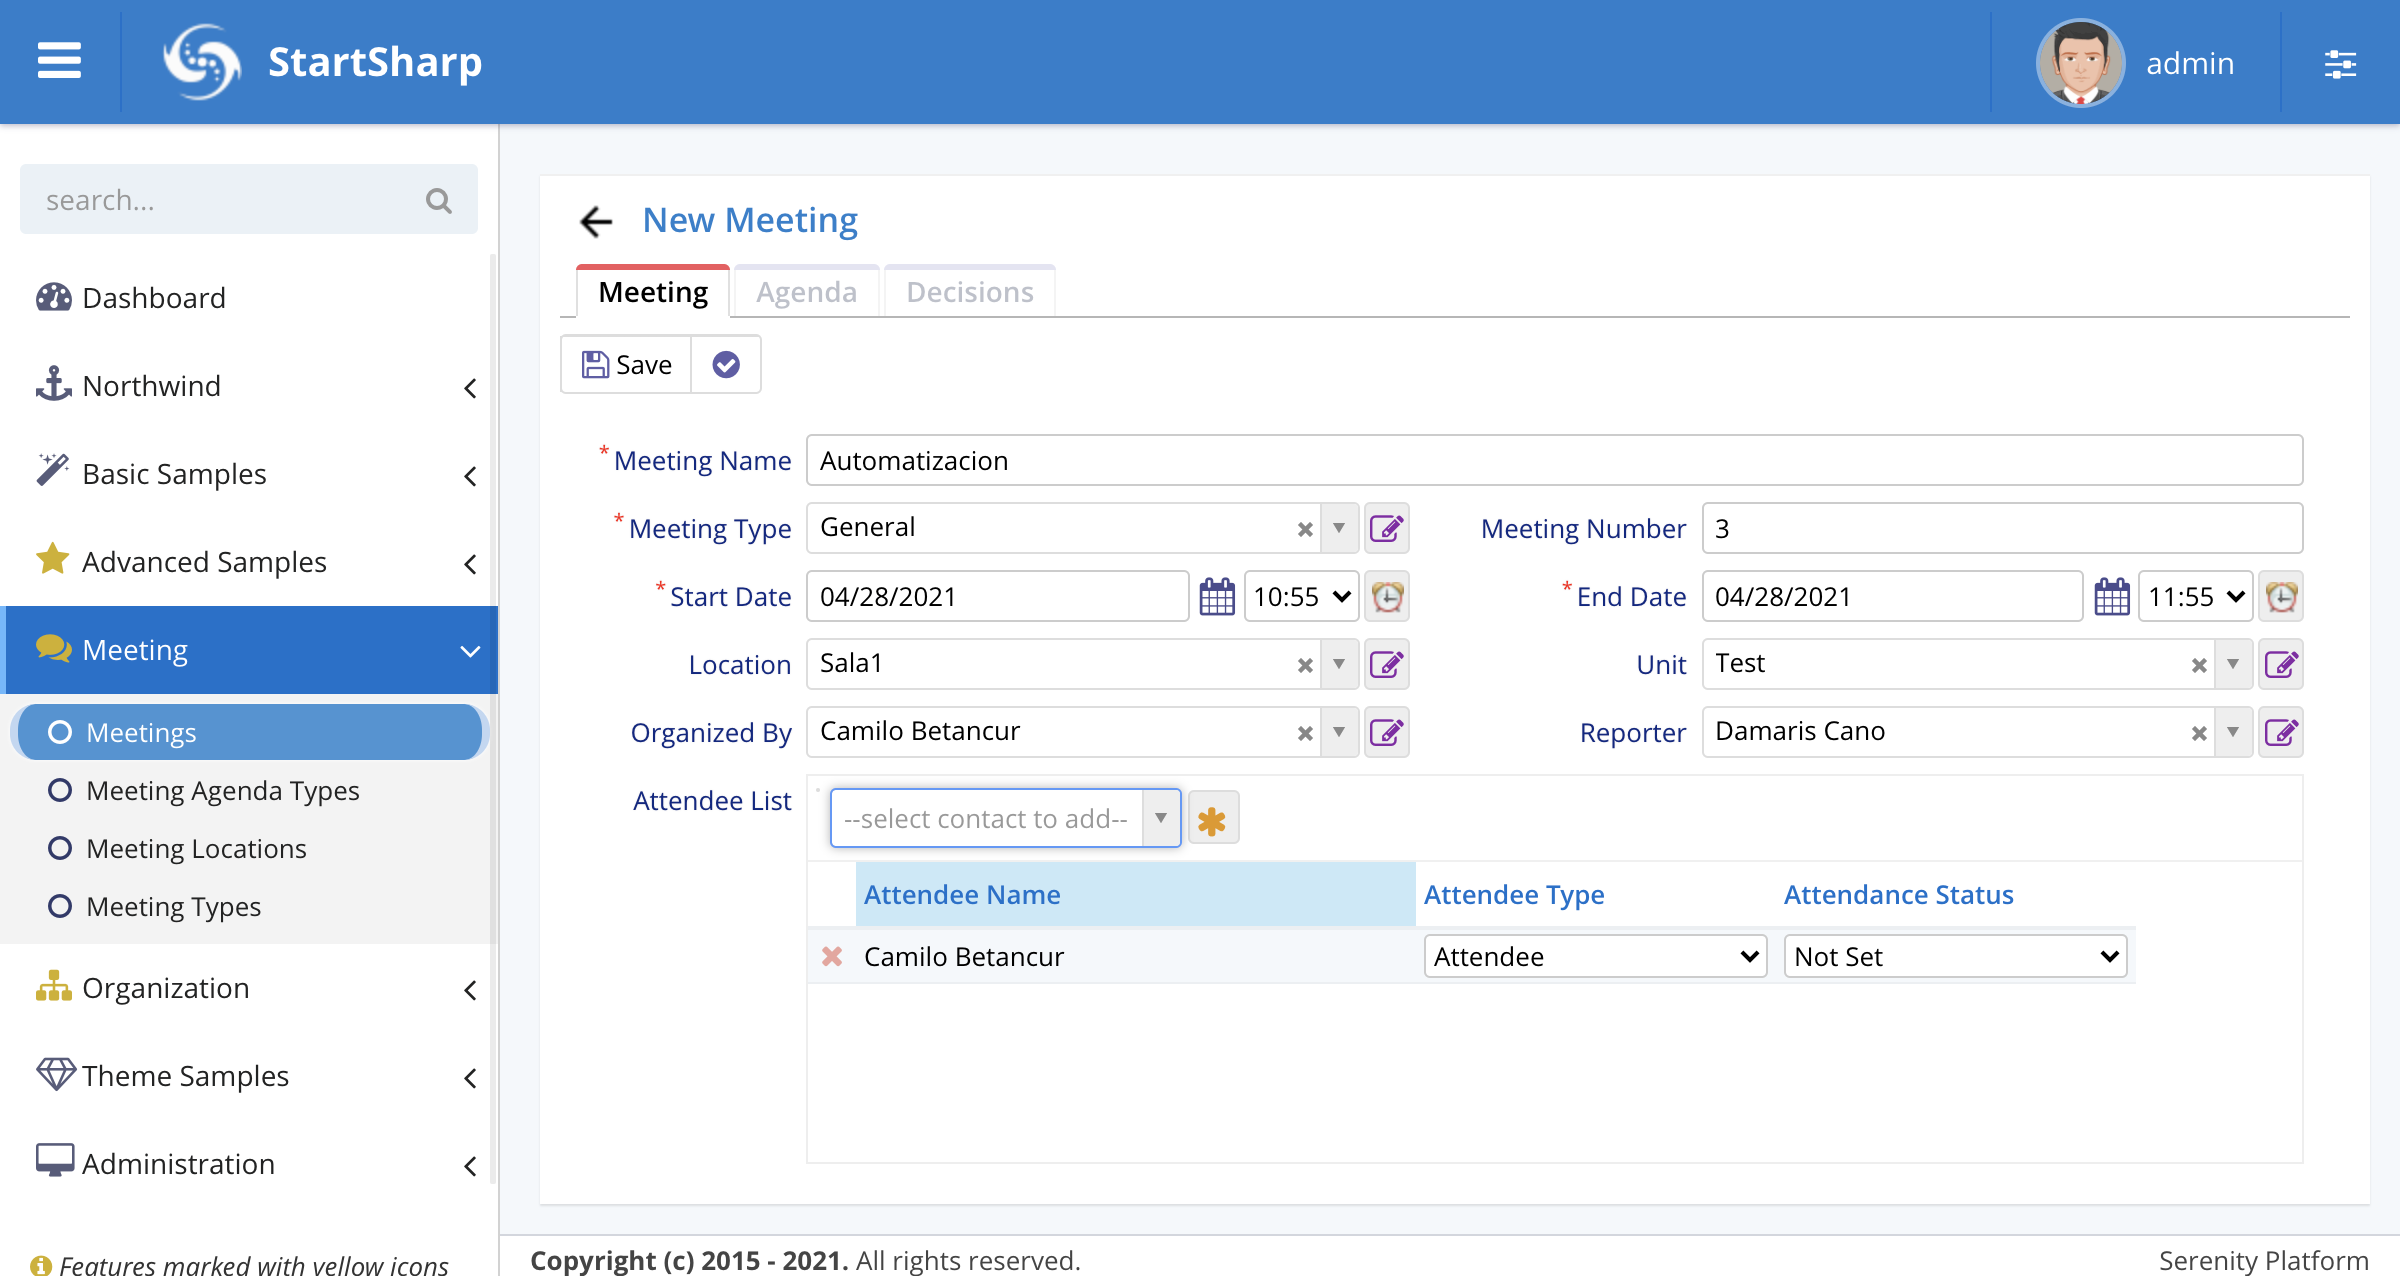 StartSharp
admin
search...
Dashboard
Northwind
Basic Samples
Advanced Samples
Meeting
Meetings
Meeting Agenda Types
Meeting Locations
Meeting Types
Organization
Theme Samples
Administration
Features marked with yellow icons
New Meeting
Meeting Agenda Decisions
Save
* Meeting Name Automatizacion
* Meeting Type General Meeting Number 3
* Start Date 04/28/2021 10:55 * End Date 04/28/2021 11:55
Location Sala1 Unit Test
Organized By Camilo Betancur Reporter Damaris Cano
Attendee List --select contact to add--
Attendee Name Attendee Type Attendance Status
Camilo Betancur Attendee Not Set
Copyright (c) 2015 - 2021. All rights reserved. Serenity Platform